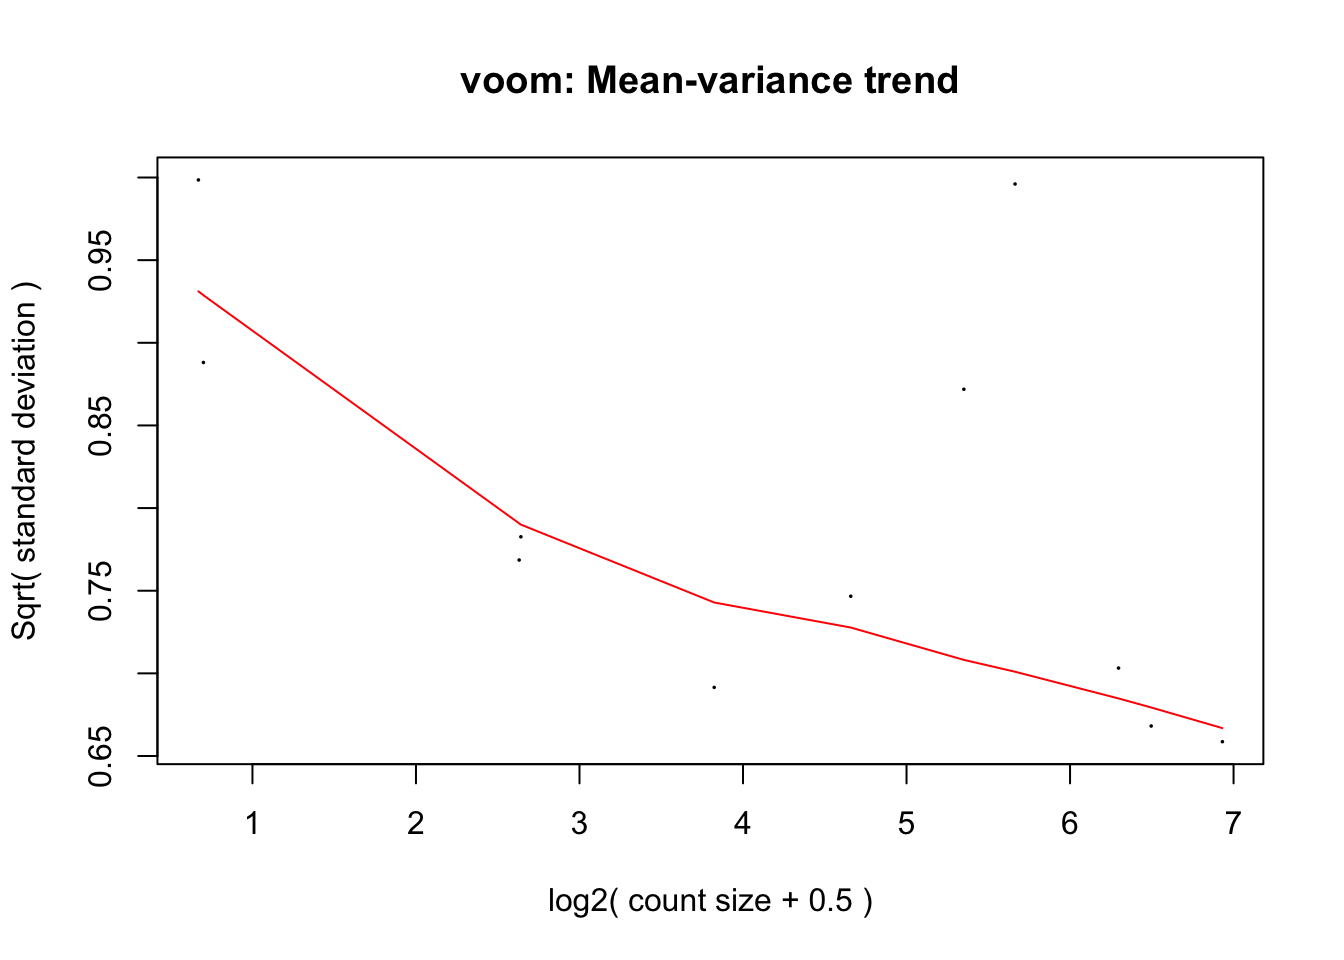 voom: Mean-variance trend
Sqrt( standard deviation )
0.95
0.85
0.75
0.65
1 2 3 4 5 6 7
log2( count size + 0.5 )